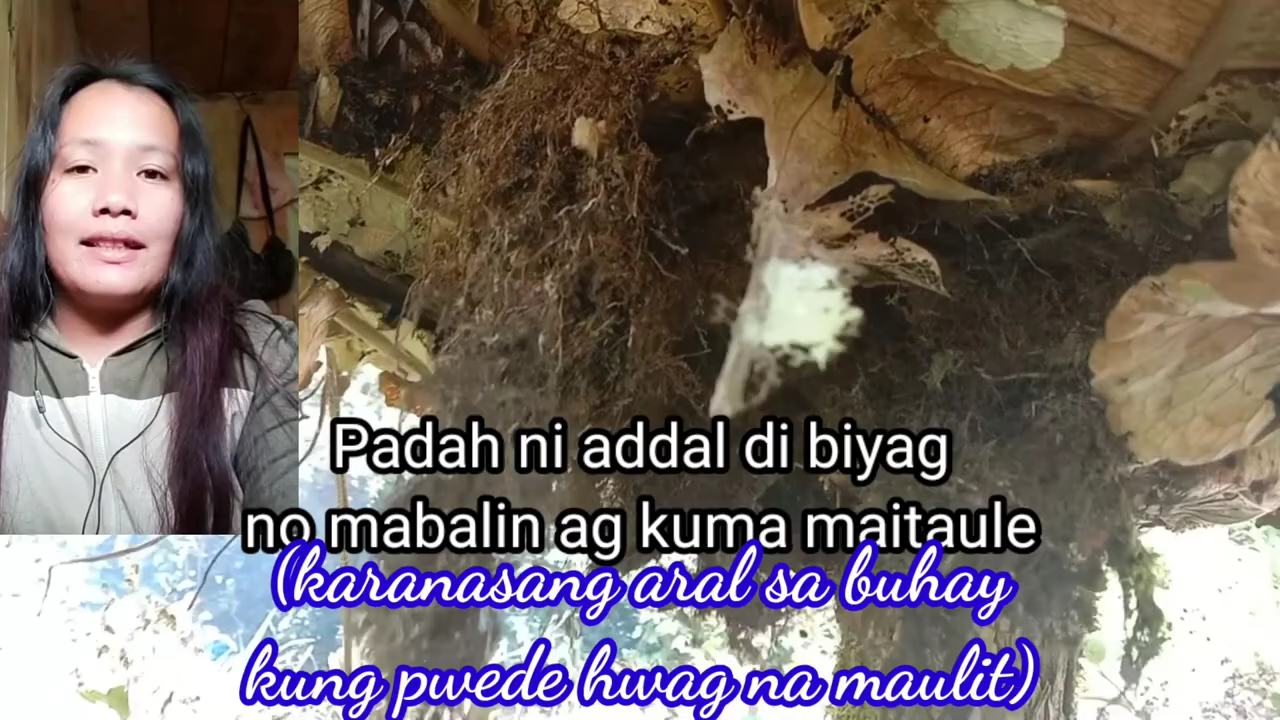 Padah ni addal di biyag
no mabalin ag kuma maitaule
(karanasang aral sa buhay
kung pwede hwag na maulit)